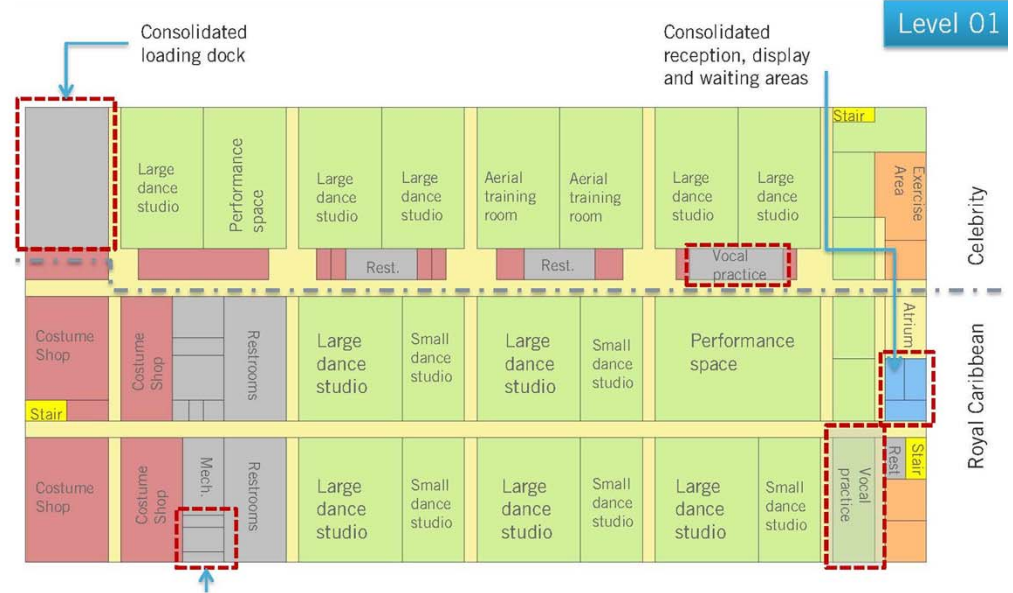 Level 01
Consolidated
loading dock
Consolidated
reception, display
and waiting areas
Large
dance
studio
Performance
space
Large
dance
studio
Large
dance
studio
Aerial
training
room
Aerial
training
room
Large
dance
studio
Large
dance
studio
Stair
Exercise
Area
Celebrity
Rest.
Rest.
Vocal
practice
Costume
Shop
Costume
Shop
Restrooms
Large
dance
studio
Small
dance
studio
Large
dance
studio
Small
dance
studio
Performance
space
Atrium
Royal Caribbean
Stair
Costume
Shop
Costume
Shop
Mech.
Restrooms
Large
dance
studio
Small
dance
studio
Large
dance
studio
Small
dance
studio
Large
dance
studio
Small
dance
studio
Vocal
practice
Rest.
Stair